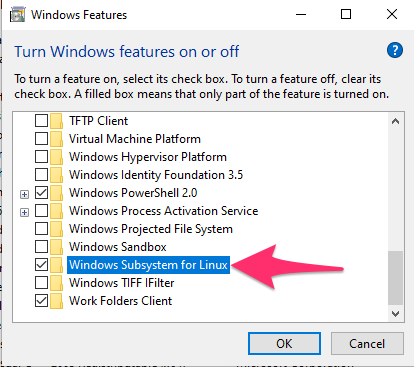 Windows Features
Turn Windows features on or off
To turn a feature on, select its check box. To turn a feature off, clear its
check box. A filled box means that only part of the feature is turned on.
TFTP Client
Virtual Machine Platform
Windows Hypervisor Platform
Windows Identity Foundation 3.5
Windows PowerShell 2.0
Windows Process Activation Service
Windows Projected File System
Windows Sandbox
Windows Subsystem for Linux
Windows TIFF IFilter
Work Folders Client
OK
Cancel